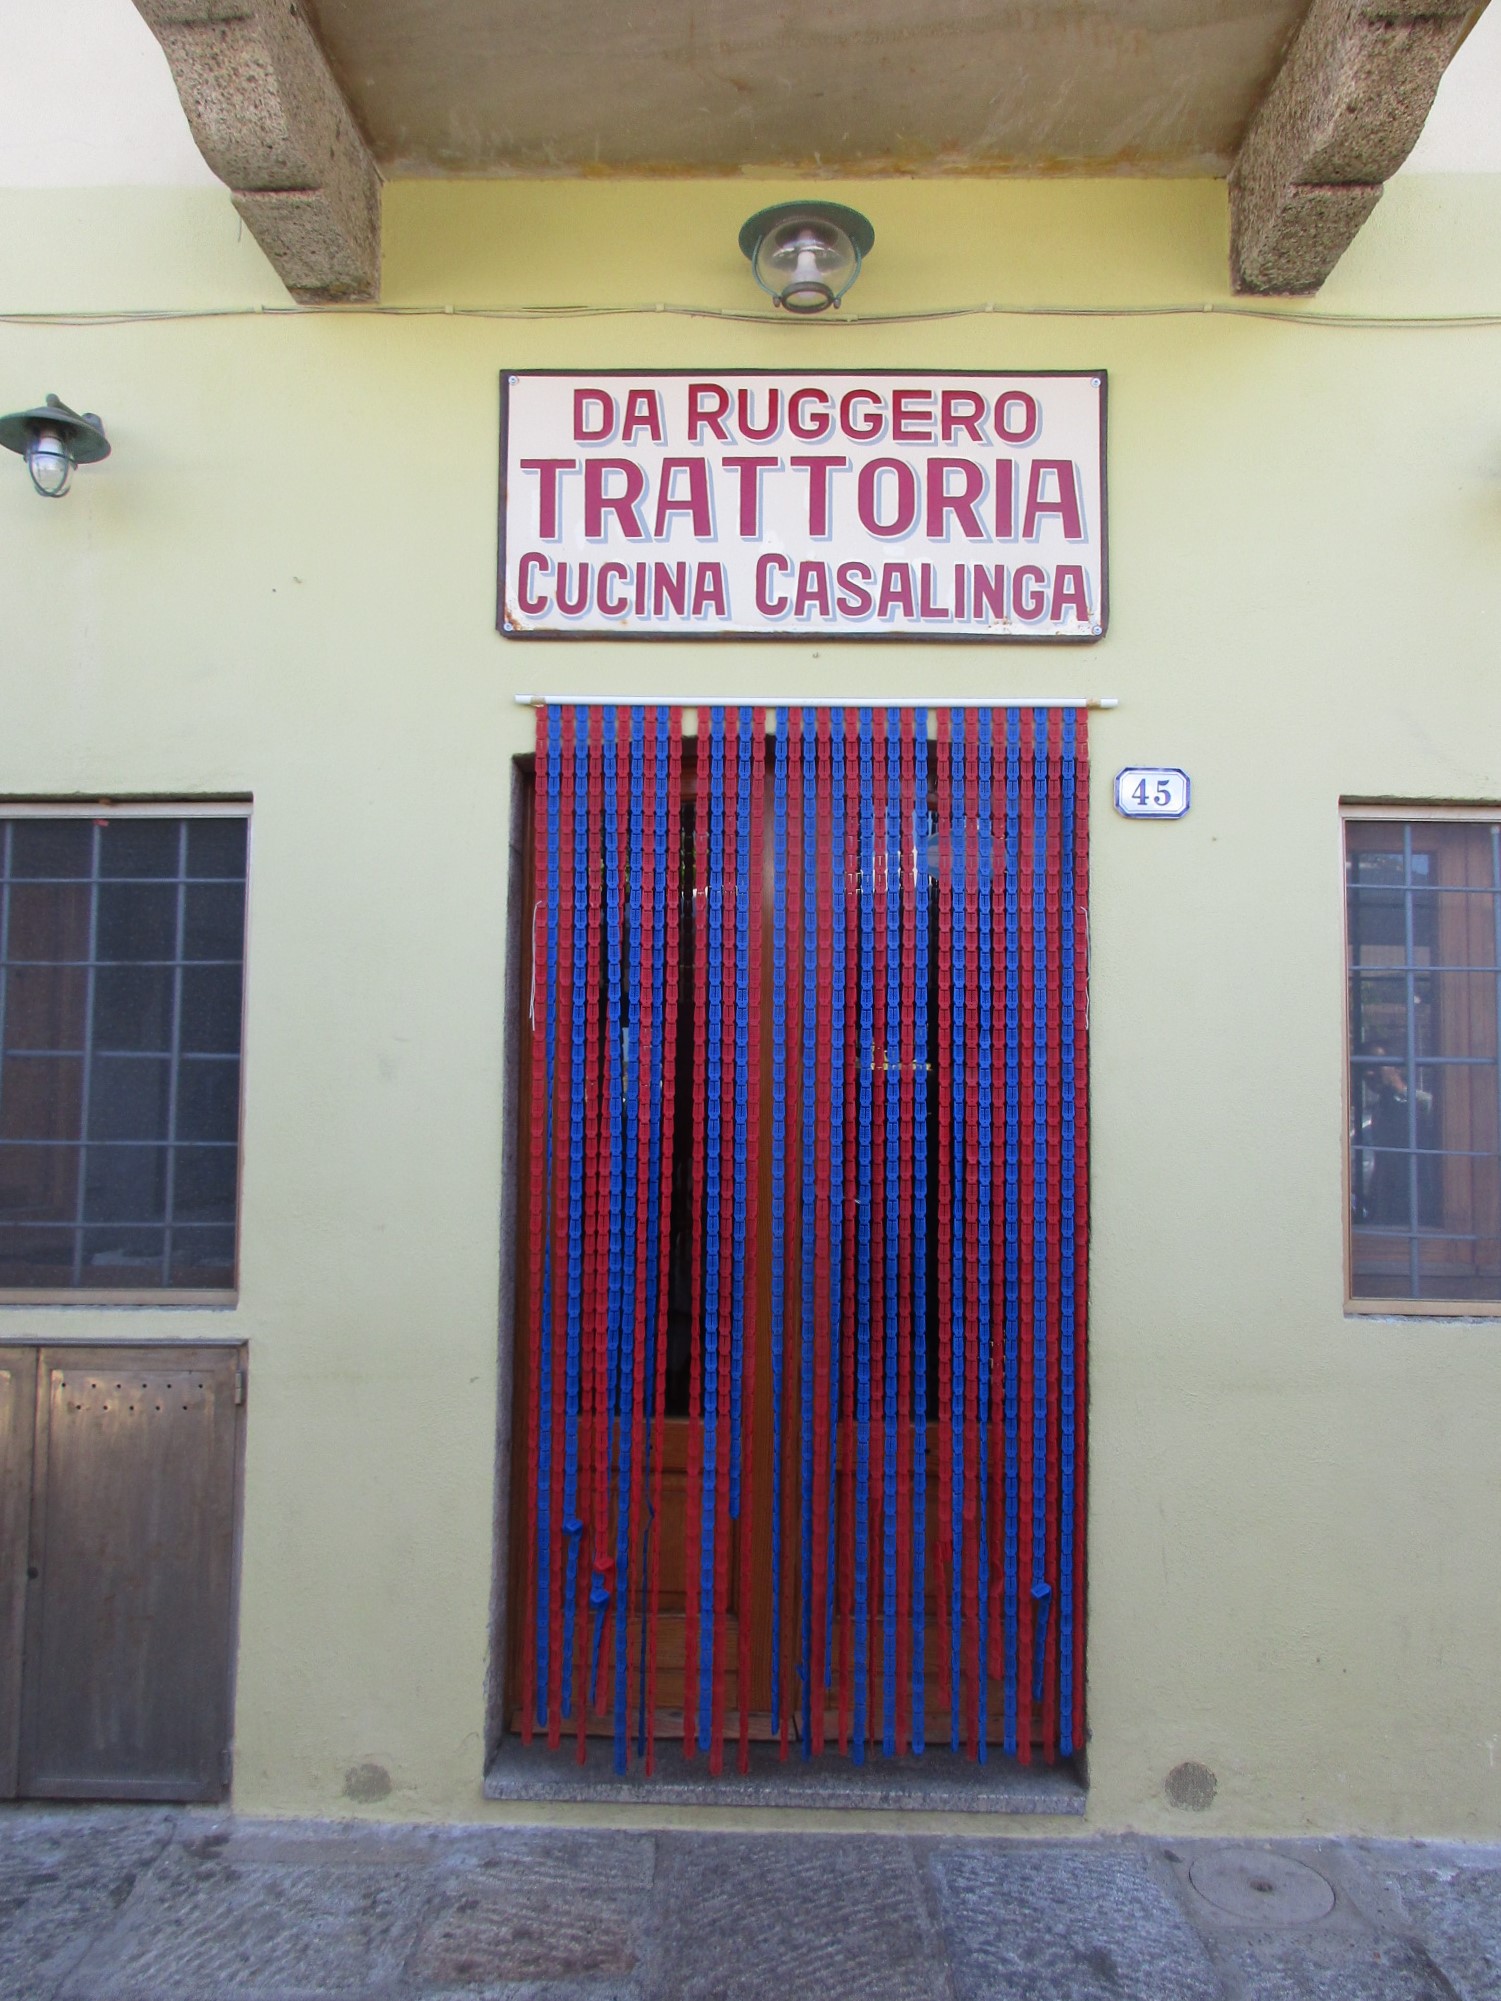 DA RUGGERO
TRATTORIA
CUCINA CASALINGA
45